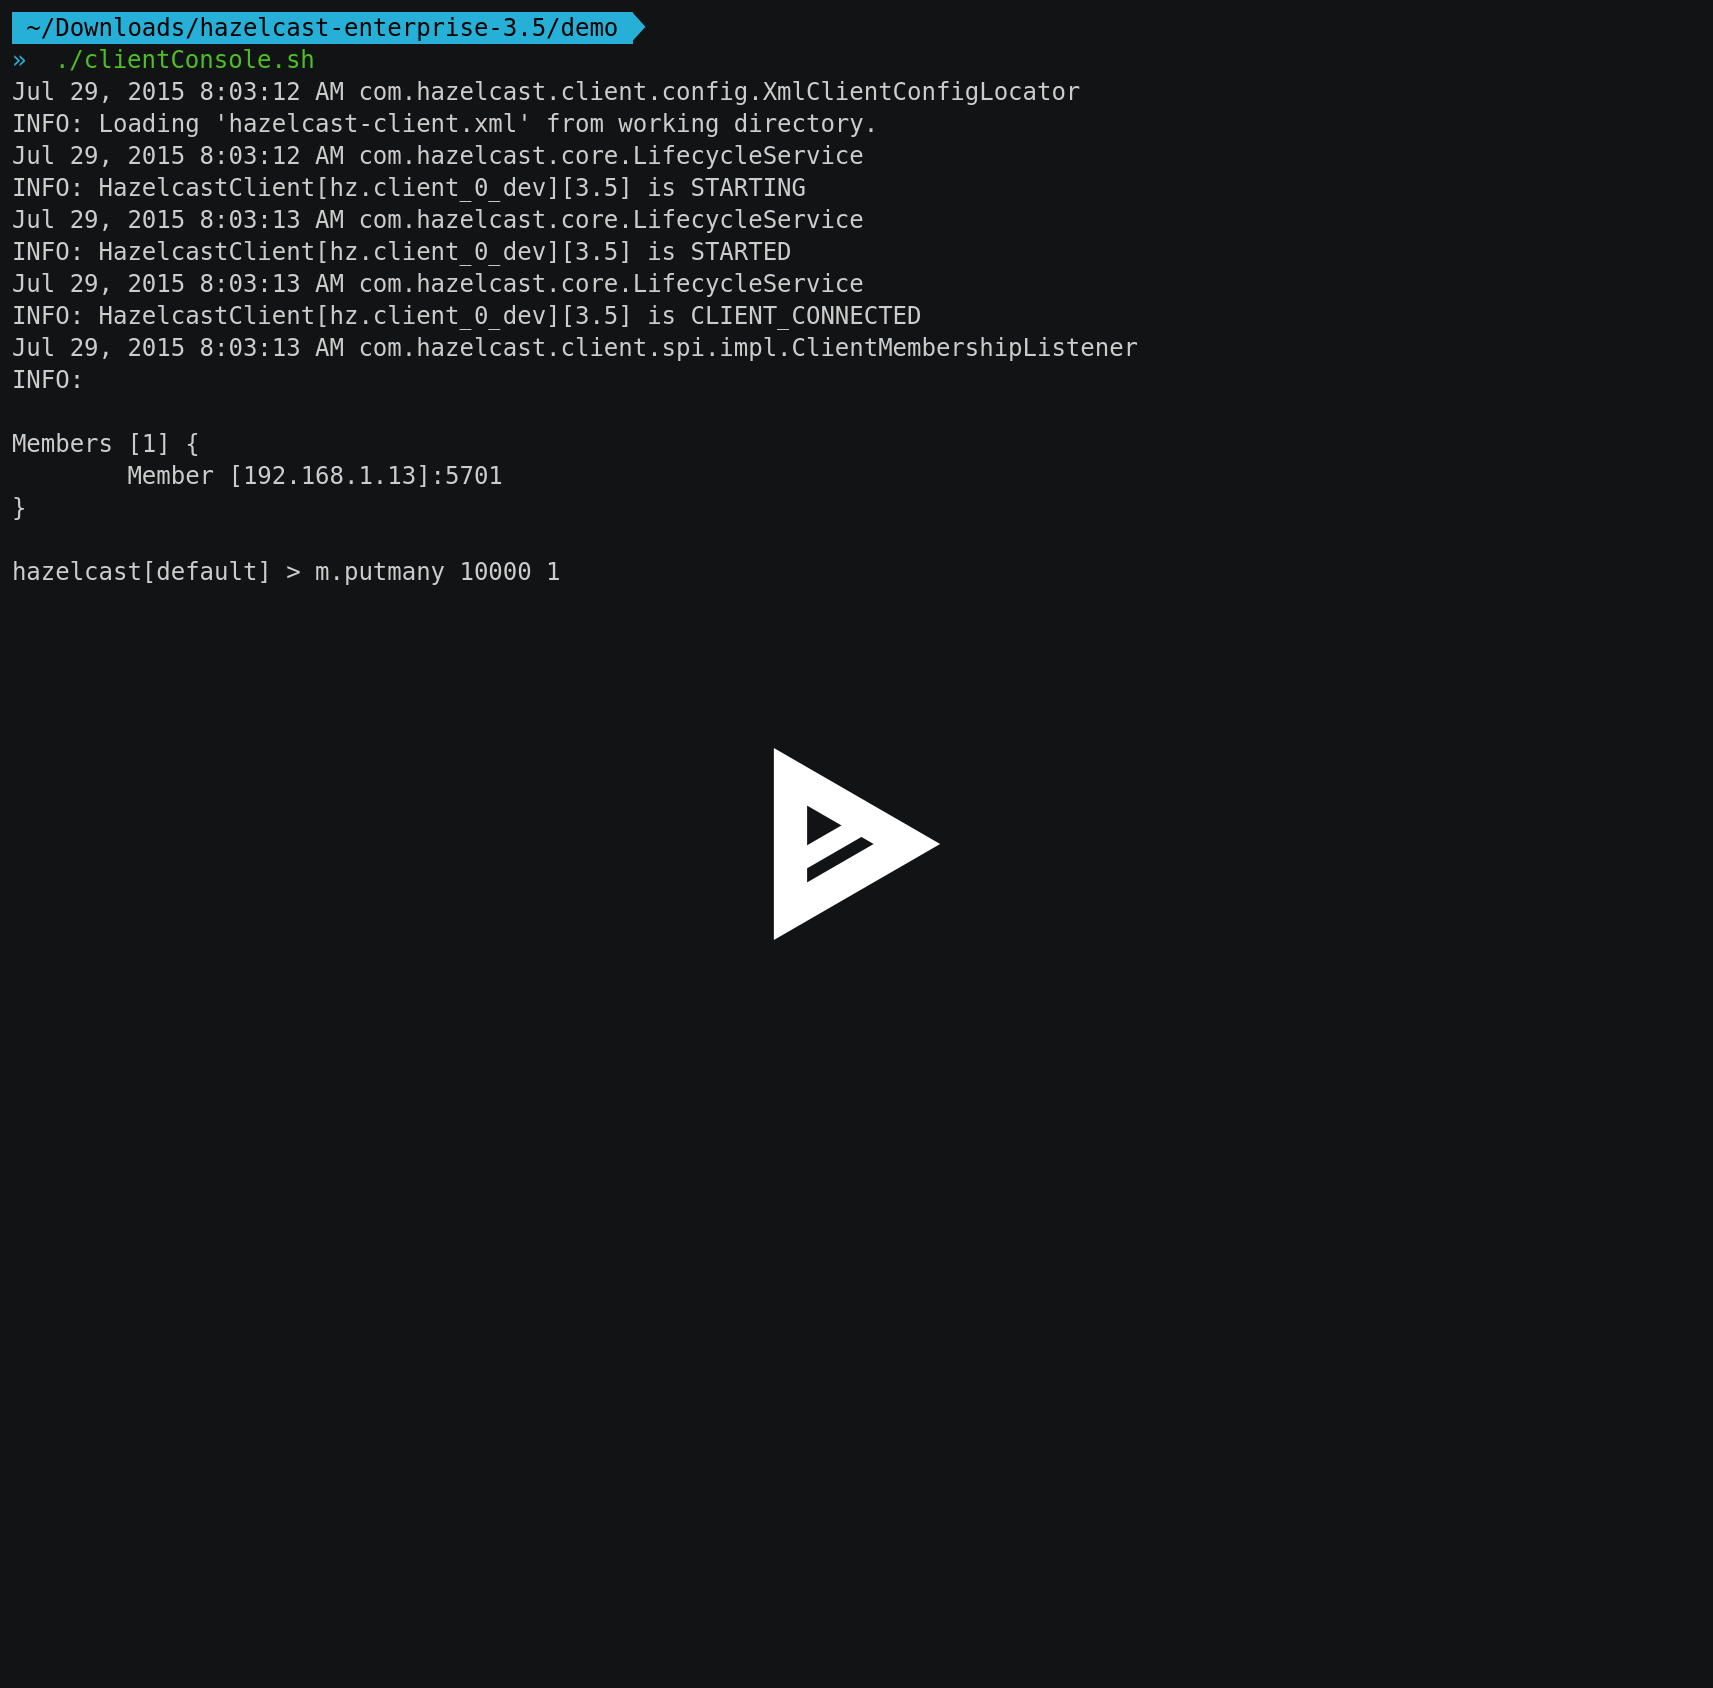 ~/Downloads/hazelcast-enterprise-3.5/demo
»  ./clientConsole.sh
Jul 29, 2015 8:03:12 AM com.hazelcast.client.config.XmlClientConfigLocator
INFO: Loading 'hazelcast-client.xml' from working directory.
Jul 29, 2015 8:03:12 AM com.hazelcast.core.LifecycleService
INFO: HazelcastClient[hz.client_0_dev][3.5] is STARTING
Jul 29, 2015 8:03:13 AM com.hazelcast.core.LifecycleService
INFO: HazelcastClient[hz.client_0_dev][3.5] is STARTED
Jul 29, 2015 8:03:13 AM com.hazelcast.core.LifecycleService
INFO: HazelcastClient[hz.client_0_dev][3.5] is CLIENT_CONNECTED
Jul 29, 2015 8:03:13 AM com.hazelcast.client.spi.impl.ClientMembershipListener
INFO:

Members [1] {
        Member [192.168.1.13]:5701
}

hazelcast[default] > m.putmany 10000 1